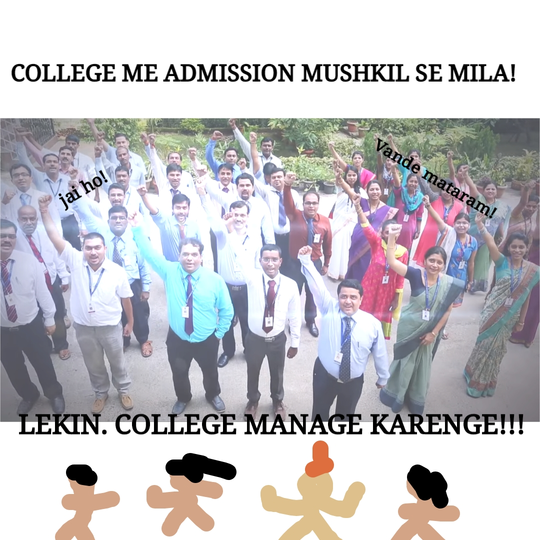 COLLEGE ME ADMISSION MUSHKIL SE MILA!
jai ho!
Vande mataram!
LEKIN. COLLEGE MANAGE KARENGE!!!